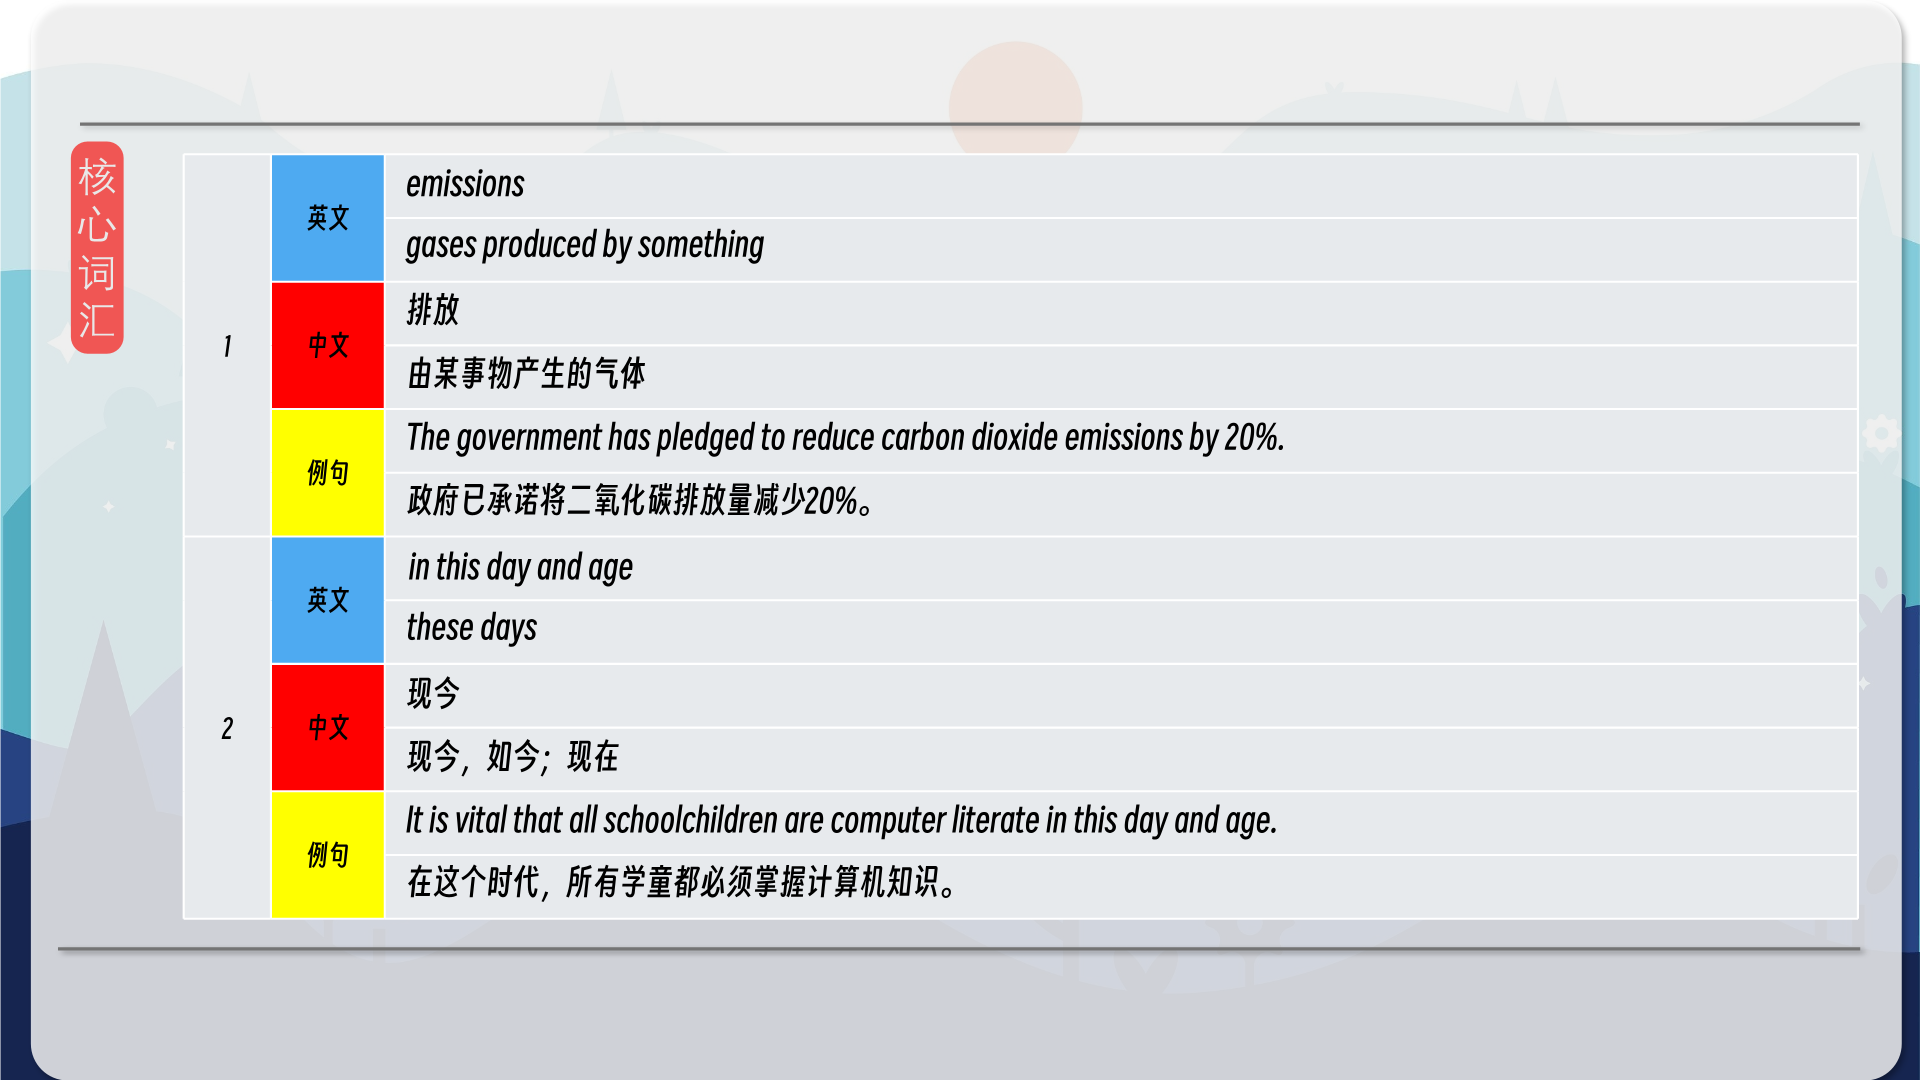 核
心
词
汇
1
英文
emissions
gases produced by something
中文
排放
由某事物产生的气体
例句
The government has pledged to reduce carbon dioxide emissions by 20%.
政府已承诺将二氧化碳排放量减少20%。
2
英文
in this day and age
these days
中文
现今
现今，如今；现在
例句
It is vital that all schoolchildren are computer literate in this day and age.
在这个时代，所有学童都必须掌握计算机知识。